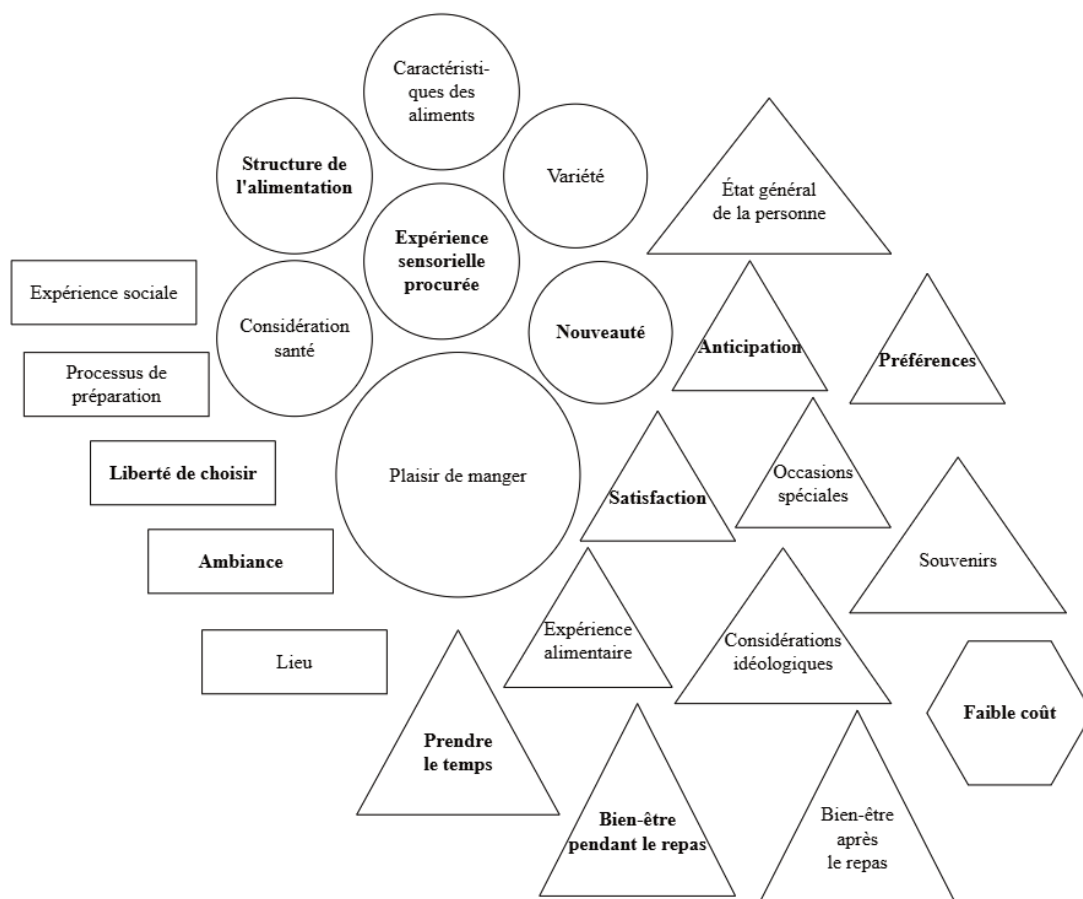 Caractéristi-
ques des
aliments
Structure de
l'alimentation
Variété
État général
de la personne
Expérience
sensorielle
procurée
Expérience sociale
Considération
santé
Nouveauté
Anticipation
Préférences
Processus de
préparation
Liberté de choisir
Plaisir de manger
Satisfaction
Occasions
spéciales
Ambiance
Souvenirs
Expérience
alimentaire
Considérations
idéologiques
Lieu
Faible coût
Prendre
le temps
Bien-être
pendant le repas
Bien-être
après
le repas